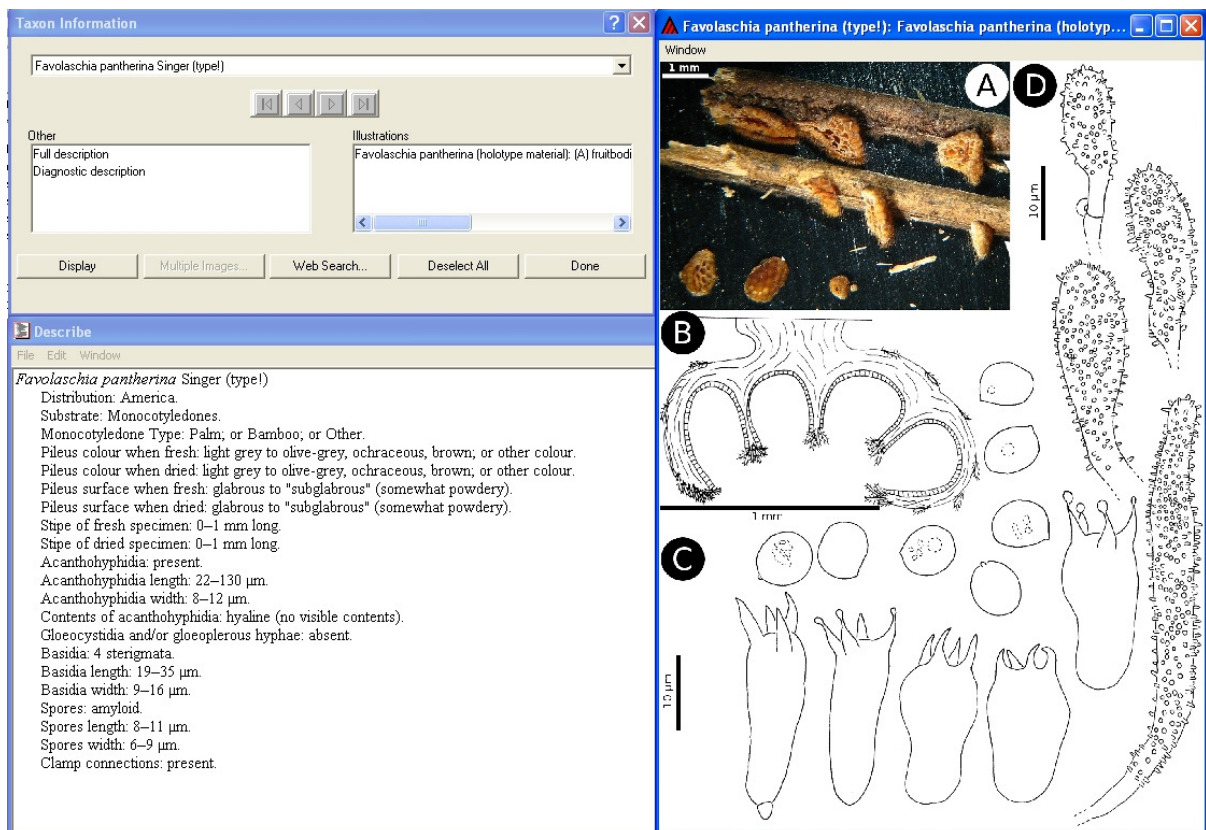 Taxon Information
Favolaschia pantherina Singer (type!)
Other
Full description
Diagnostic description
Illustrations
Favolaschia pantherina (holotype material): (A) fruitbodi
Display
Multiple Images...
Web Search...
Deselect All
Done
Describe
File Edit Window
Favolaschia pantherina Singer (type!)
Distribution: America.
Substrate: Monocotyledones.
Monocotyledone Type: Palm; or Bamboo; or Other.
Pileus colour when fresh: light grey to olive-grey, ochraceous, brown; or other colour.
Pileus colour when dried: light grey to olive-grey, ochraceous, brown; or other colour.
Pileus surface when fresh: glabrous to "subglabrous" (somewhat powdery).
Pileus surface when dried: glabrous to "subglabrous" (somewhat powdery).
Stipe of fresh specimen: 0–1 mm long.
Stipe of dried specimen: 0–1 mm long.
Acanthohyphidia: present.
Acanthohyphidia length: 22–130 µm.
Acanthohyphidia width: 8–12 µm.
Contents of acanthohyphidia: hyaline (no visible contents).
Gloeocystidia and/or gloeoplerous hyphae: absent.
Basidia: 4 sterigmata.
Basidia length: 19–35 µm.
Basidia width: 9–16 µm.
Spores: amyloid.
Spores length: 8–11 µm.
Spores width: 6–9 µm.
Clamp connections: present.
Favolaschia pantherina (type!): Favolaschia pantherina (holotyp...
Window
1 mm
A
D
10 µm
B
1 mm
C
10 µm